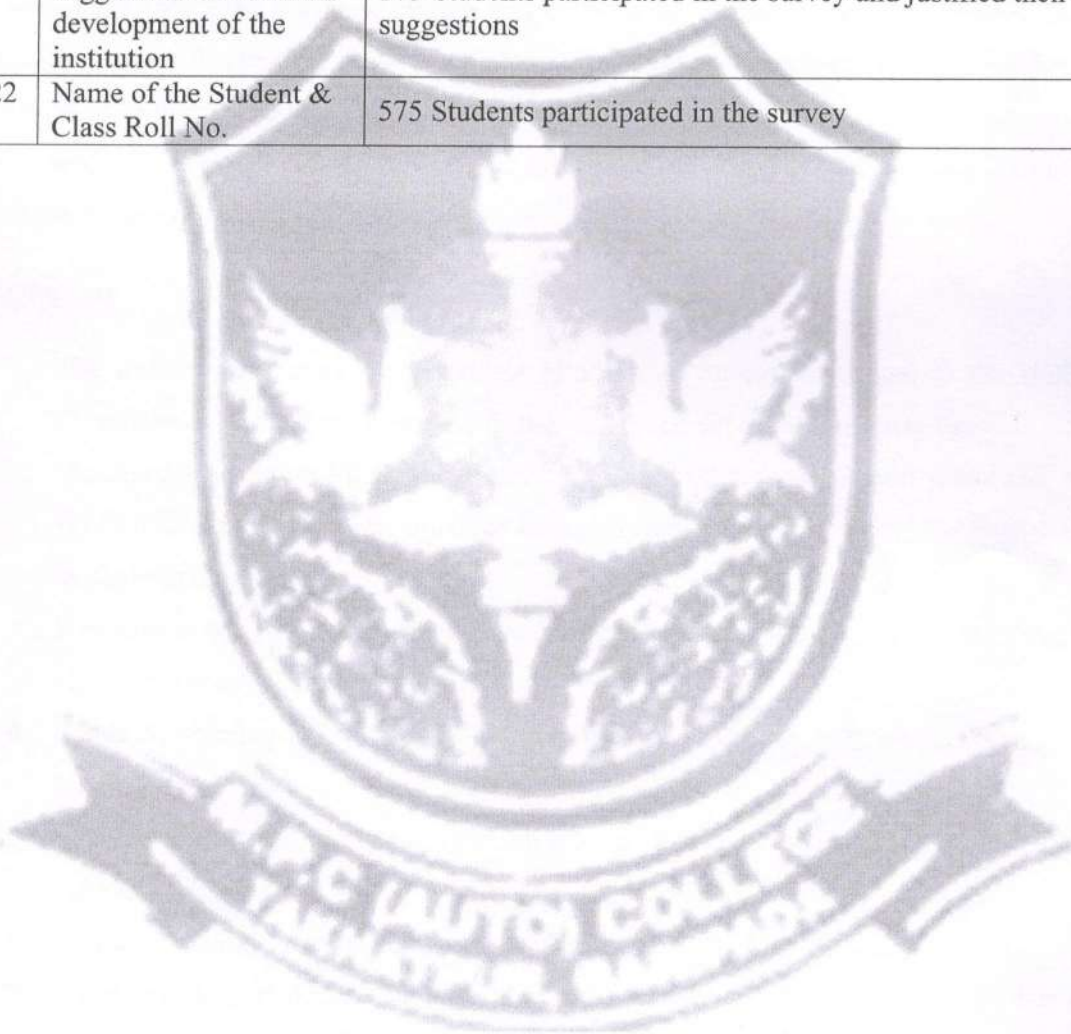 development of the
suggestions
institution
22 Name of the Student & 575 Students participated in the survey
Class Roll No.
M.P.C (AUTO) COLLEGE
TAKHATPUR, BARIPADA